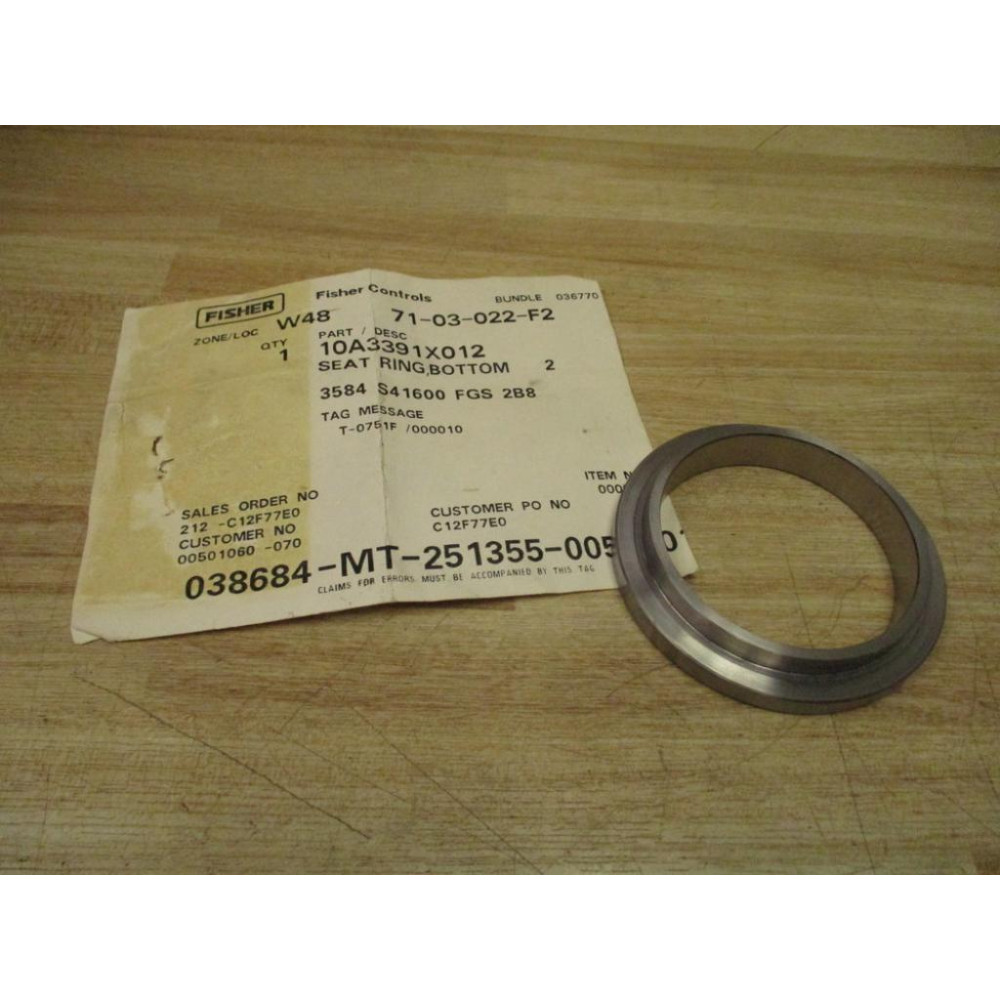 FISHER Fisher Controls BUNDLE 036770
ZONE/LOC W48 71-03-022-F2
QTY PART / DESC
1 10A3391X012
SEAT RING,BOTTOM 2
3584 S41600 FGS 2B8
TAG MESSAGE
T-0751F /000010
ITEM
SALES ORDER NO CUSTOMER PO NO
212 -C12F77E0 C12F77E0
CUSTOMER NO
00501060 -070
038684-MT-251355-005
CLAIMS FOR ERRORS MUST BE ACCOMPANIED BY THIS TAG